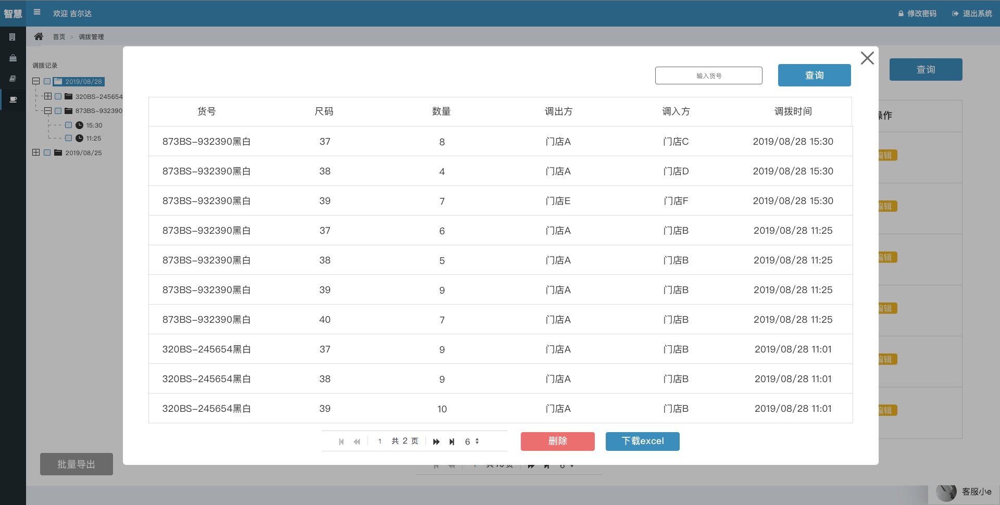 智慧 欢迎 吉尔达 修改密码 退出系统
首页 > 调拨管理
调拨记录
2019/08/28
320BS-245654
873BS-932390
15:30
11:25
2019/08/25
批量导出
输入货号 查询
货号 尺码 数量 调出方 调入方 调拨时间
873BS-932390黑白 37 8 门店A 门店C 2019/08/28 15:30
873BS-932390黑白 38 4 门店A 门店D 2019/08/28 15:30
873BS-932390黑白 39 7 门店E 门店F 2019/08/28 15:30
873BS-932390黑白 37 6 门店A 门店B 2019/08/28 11:25
873BS-932390黑白 38 5 门店A 门店B 2019/08/28 11:25
873BS-932390黑白 39 9 门店A 门店B 2019/08/28 11:25
873BS-932390黑白 40 7 门店A 门店B 2019/08/28 11:25
320BS-245654黑白 37 9 门店A 门店B 2019/08/28 11:01
320BS-245654黑白 38 9 门店A 门店B 2019/08/28 11:01
320BS-245654黑白 39 10 门店A 门店B 2019/08/28 11:01
1 共 2 页 6 删除 下载excel
查询
操作
编辑
编辑
编辑
编辑
编辑
编辑
客服小e